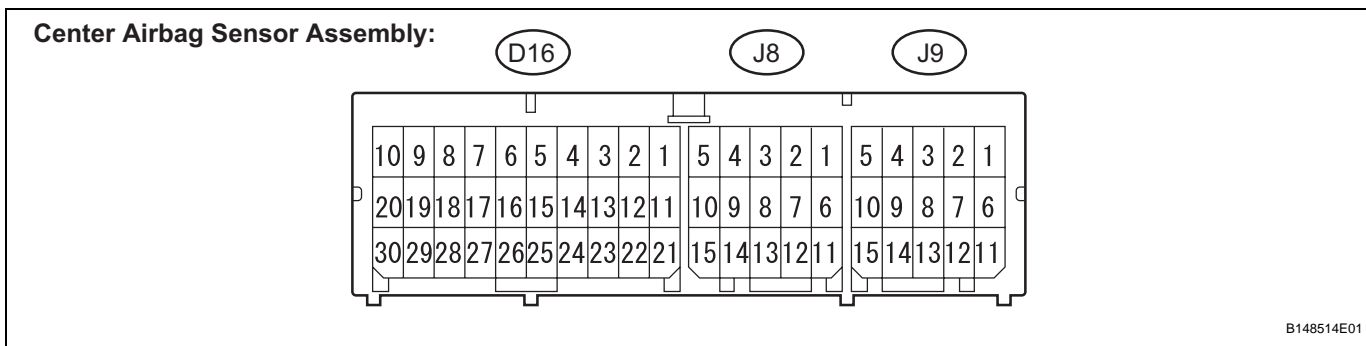 Center Airbag Sensor Assembly:
D16 J8 J9
10 9 8 7 6 5 4 3 2 1 5 4 3 2 1 5 4 3 2 1
20 19 18 17 16 15 14 13 12 11 10 9 8 7 6 10 9 8 7 6
30 29 28 27 26 25 24 23 22 21 15 14 13 12 11 15 14 13 12 11
B148514E01